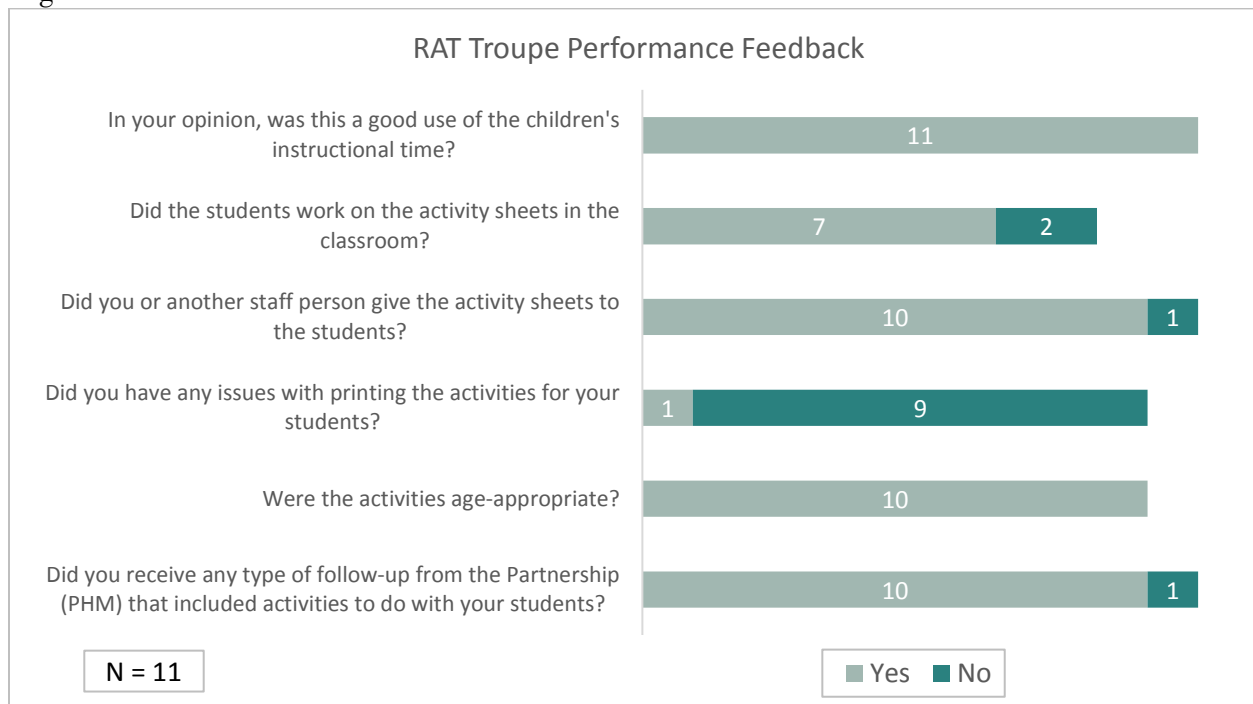 RAT Troupe Performance Feedback
In your opinion, was this a good use of the children's
instructional time?
11
Did the students work on the activity sheets in the
classroom?
7
2
Did you or another staff person give the activity sheets to
the students?
10
1
Did you have any issues with printing the activities for your
students?
1
9
Were the activities age-appropriate?
10
Did you receive any type of follow-up from the Partnership
(PHM) that included activities to do with your students?
10
1
N = 11
Yes No